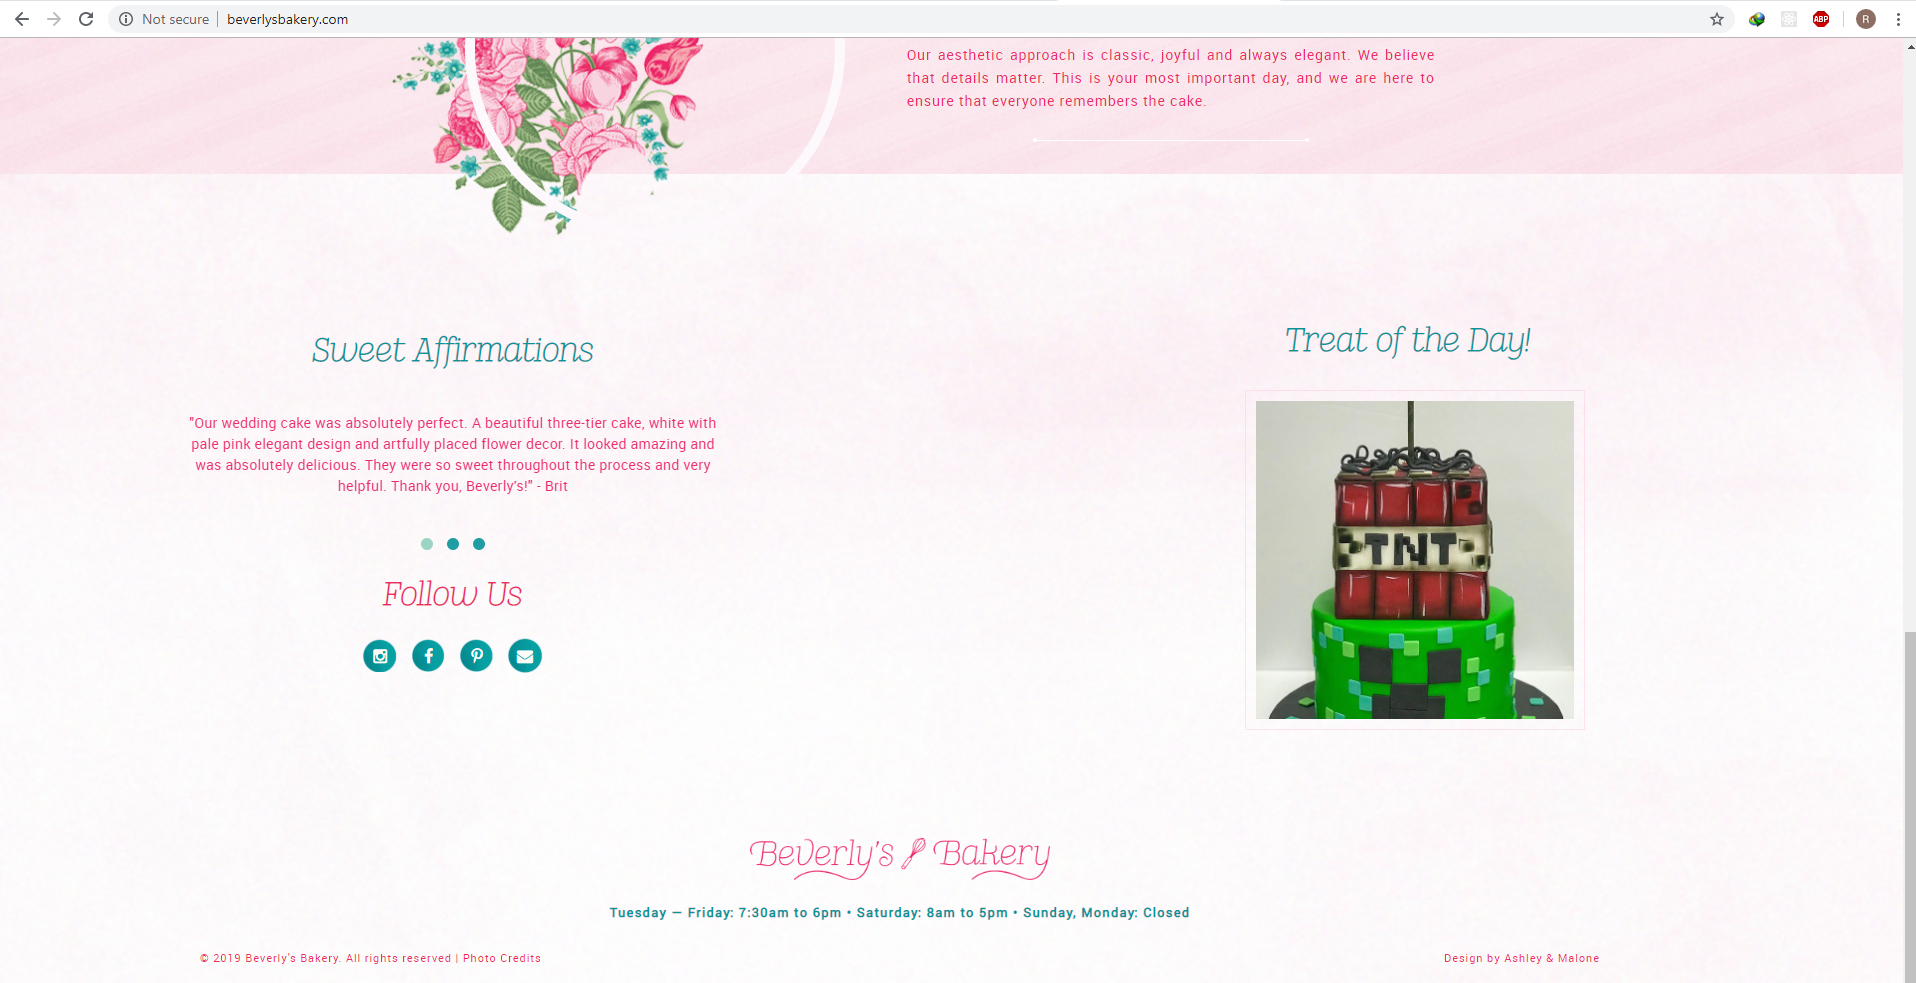 Not secure
beverlysbakery.com
ABP
R
Our aesthetic approach is classic, joyful and always elegant. We believe
that details matter. This is your most important day, and we are here to
ensure that everyone remembers the cake.
Sweet Affirmations
"Our wedding cake was absolutely perfect. A beautiful three-tier cake, white with
pale pink elegant design and artfully placed flower decor. It looked amazing and
was absolutely delicious. They were so sweet throughout the process and very
helpful. Thank you, Beverly's!" - Brit
Follow Us
Treat of the Day!
TNT
Beverly's Bakery
Tuesday — Friday: 7:30am to 6pm • Saturday: 8am to 5pm • Sunday, Monday: Closed
© 2019 Beverly's Bakery. All rights reserved | Photo Credits
Design by Ashley & Malone